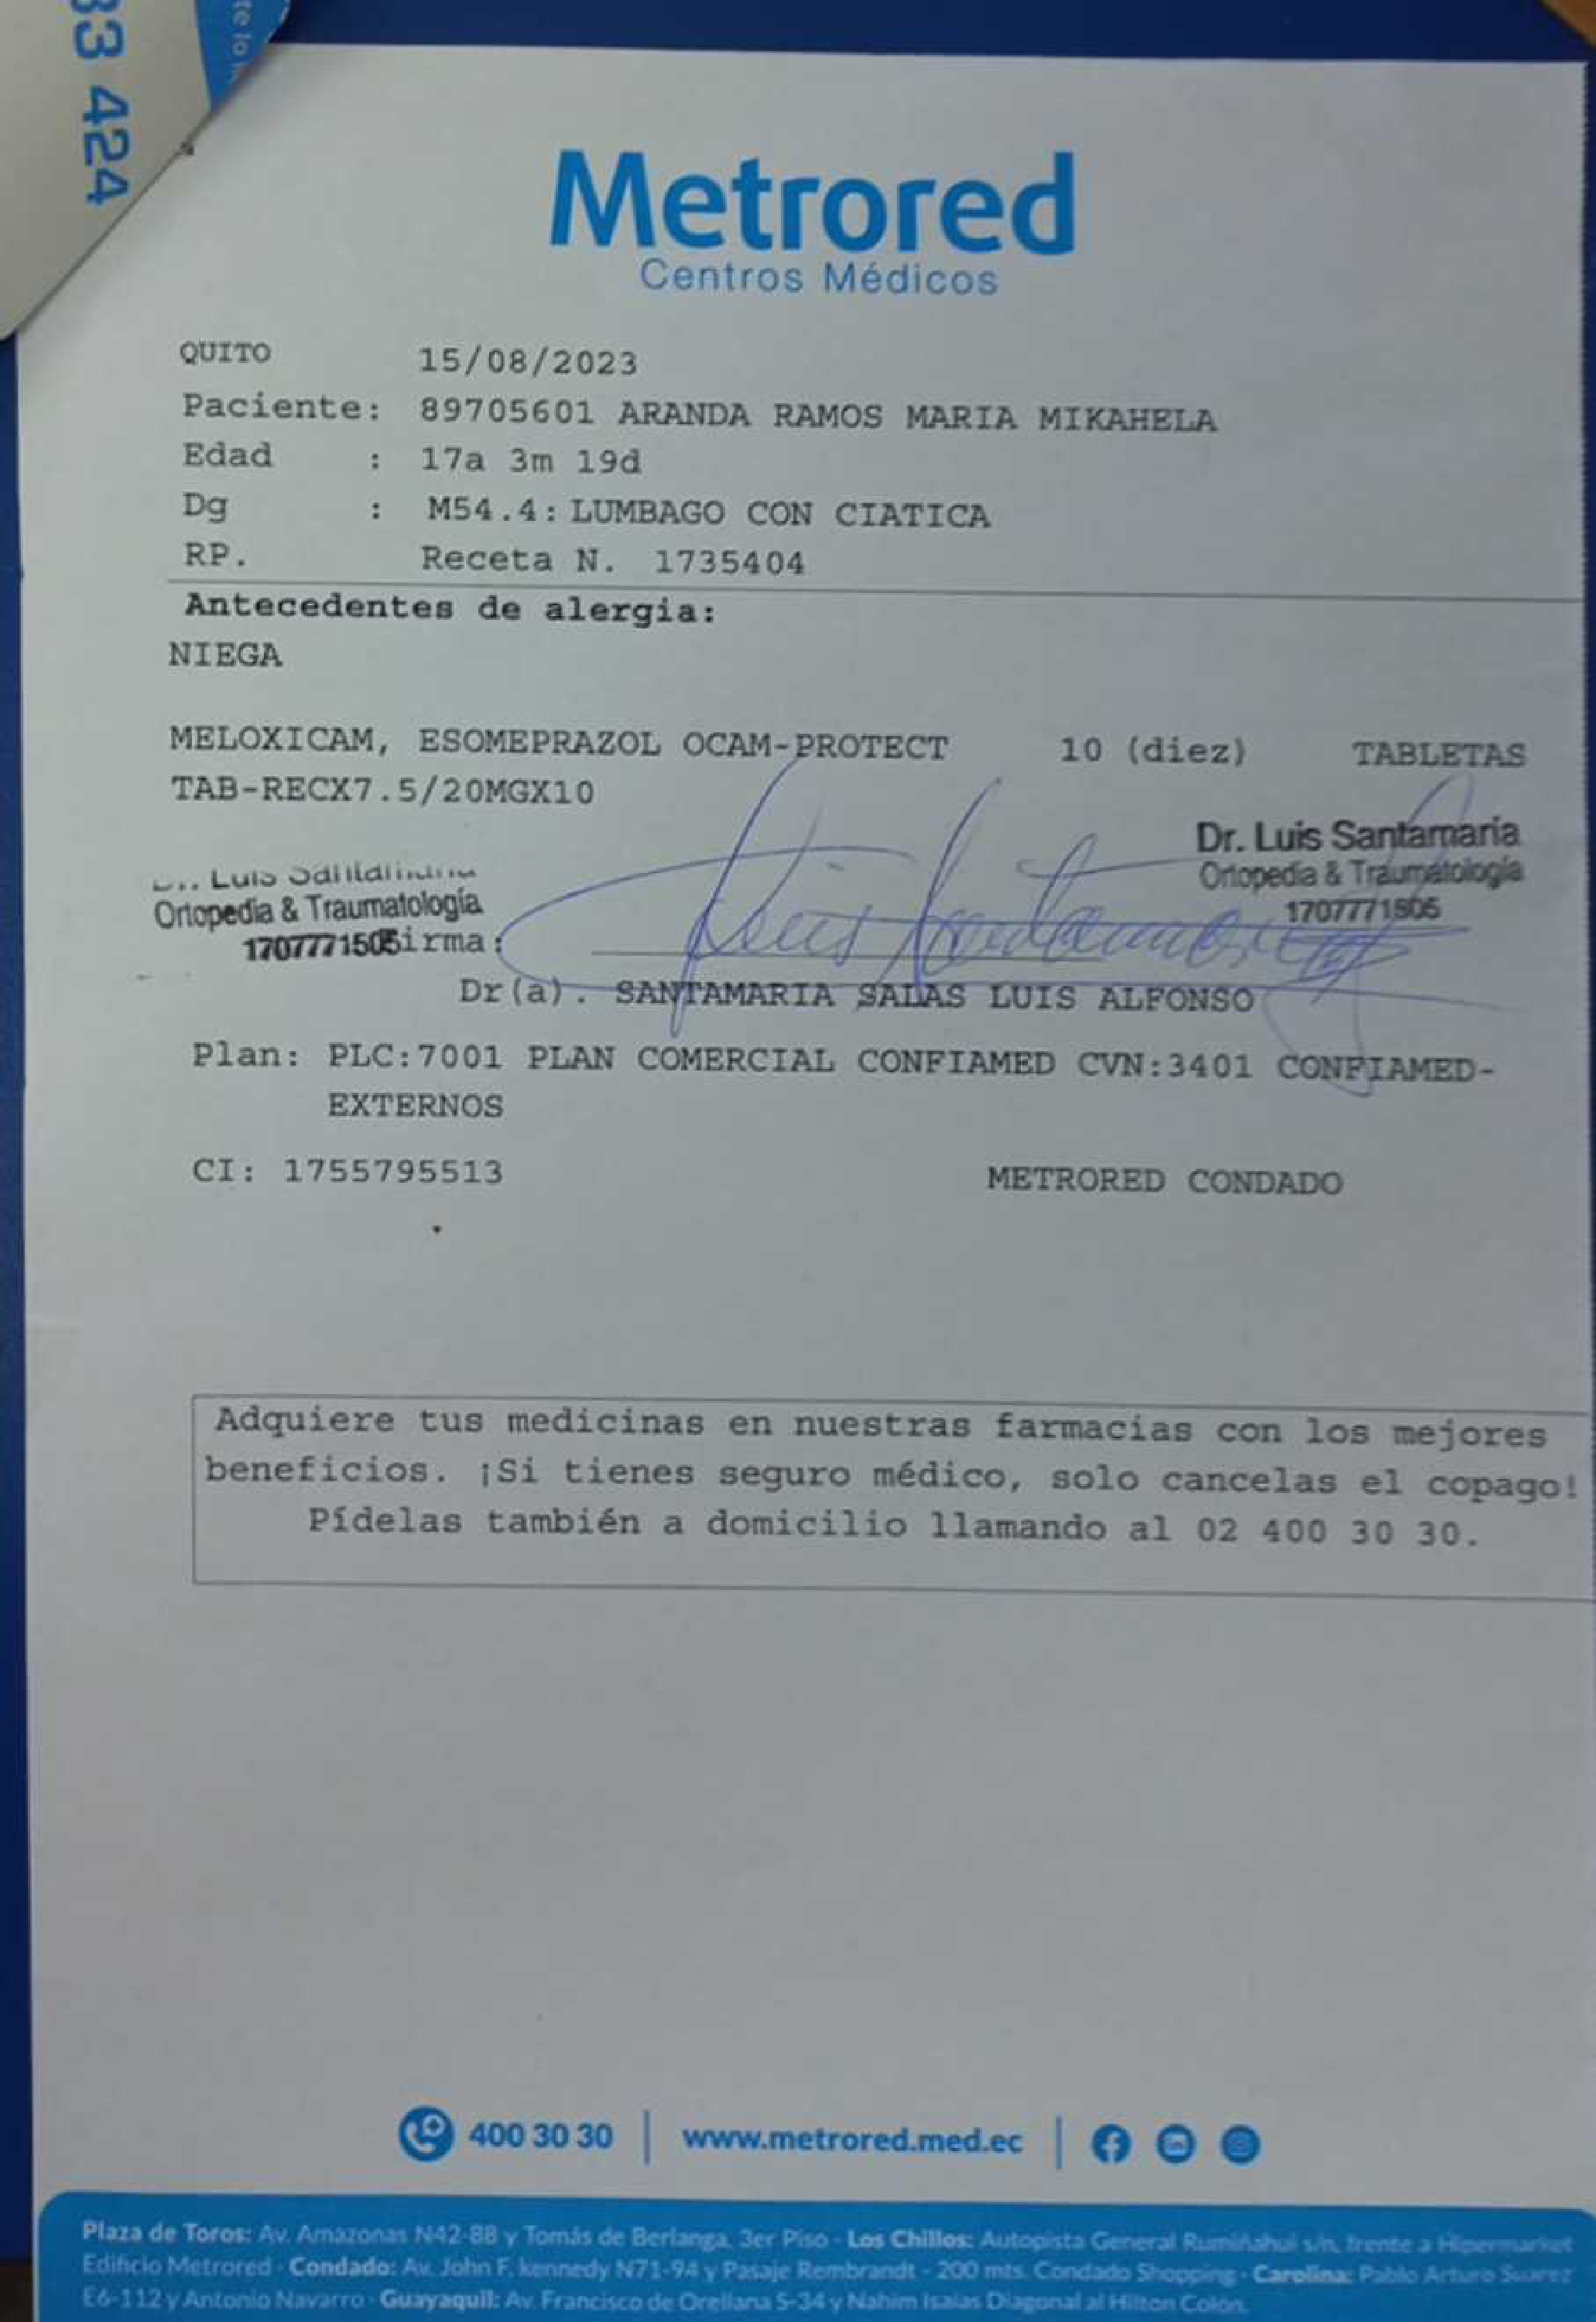 33 424
te lo
Metrored
Centros Médicos
QUITO 15/08/2023
Paciente: 89705601 ARANDA RAMOS MARIA MIKAHELA
Edad : 17a 3m 19d
Dg : M54.4: LUMBAGO CON CIATICA
RP. Receta N. 1735404
Antecedentes de alergia:
NIEGA
MELOXICAM, ESOMEPRAZOL OCAM-PROTECT 10 (diez) TABLETAS
TAB-RECX7.5/20MGX10
Dr. Luis Santamaría
Ortopedia & Traumatología
1707771505
Luis
Ortopedia & Traumatología
1707771505irma:
Luis Santamaría
Dr(a). SANTAMARIA SALAS LUIS ALFONSO
Plan: PLC:7001 PLAN COMERCIAL CONFIAMED CVN:3401 CONFIAMED-
EXTERNOS
CI: 1755795513 METRORED CONDADO
Adquiere tus medicinas en nuestras farmacias con los mejores
beneficios. ¡Si tienes seguro médico, solo cancelas el copago!
Pídelas también a domicilio llamando al 02 400 30 30.
400 30 30 | www.metrored.med.ec |
Plaza de Toros: Av. Amazonas N42-88 y Tomás de Berlanga, 3er Piso - Los Chillos: Autopista General Rumiñahui s/n, frente a Hipermarket
Edificio Metrored - Condado: Av. John F. kennedy N71-94 y Pasaje Rembrandt - 200 mts. Condado Shopping - Carolina: Pablo Arturo Suarez
E6-112 y Antonio Navarro - Guayaquil: Av. Francisco de Orellana S-34 y Nahim Isaias Diagonal al Hilton Colón.